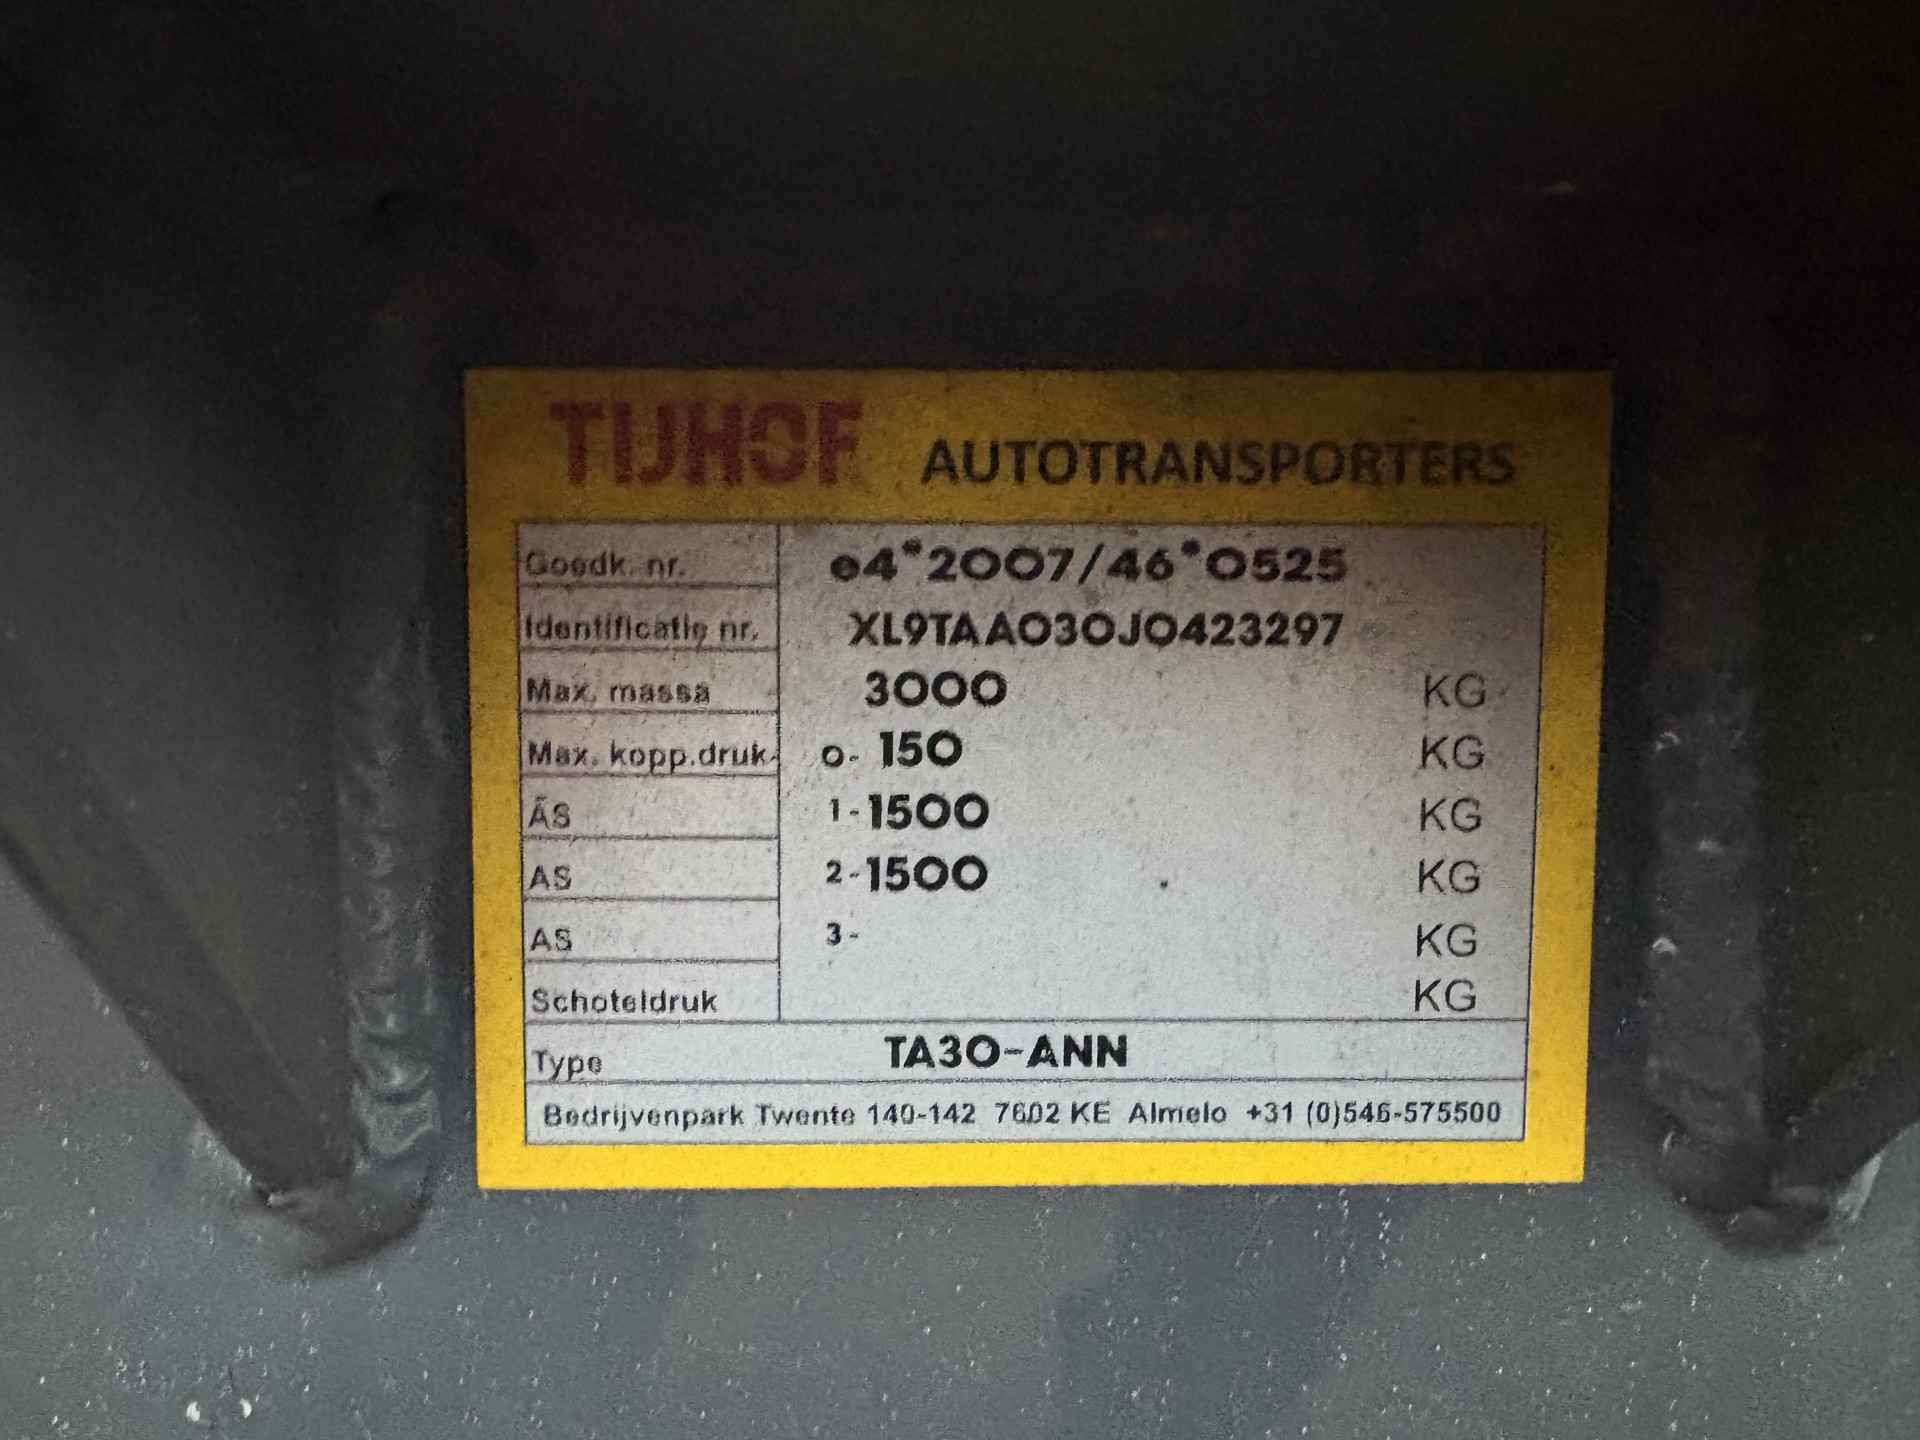 TIJHOF AUTOTRANSPORTERS
Goedk. nr. e4*2007/46*0525
Identificatie nr. XL9TAA030J0423297
Max. massa 3000 KG
Max. kopp.druk 0- 150 KG
AS 1- 1500 KG
AS 2- 1500 KG
AS 3- KG
Schoteldruk KG
Type TA30-ANN
Bedrijvenpark Twente 140-142 7602 KE Almelo +31 (0)546-575500